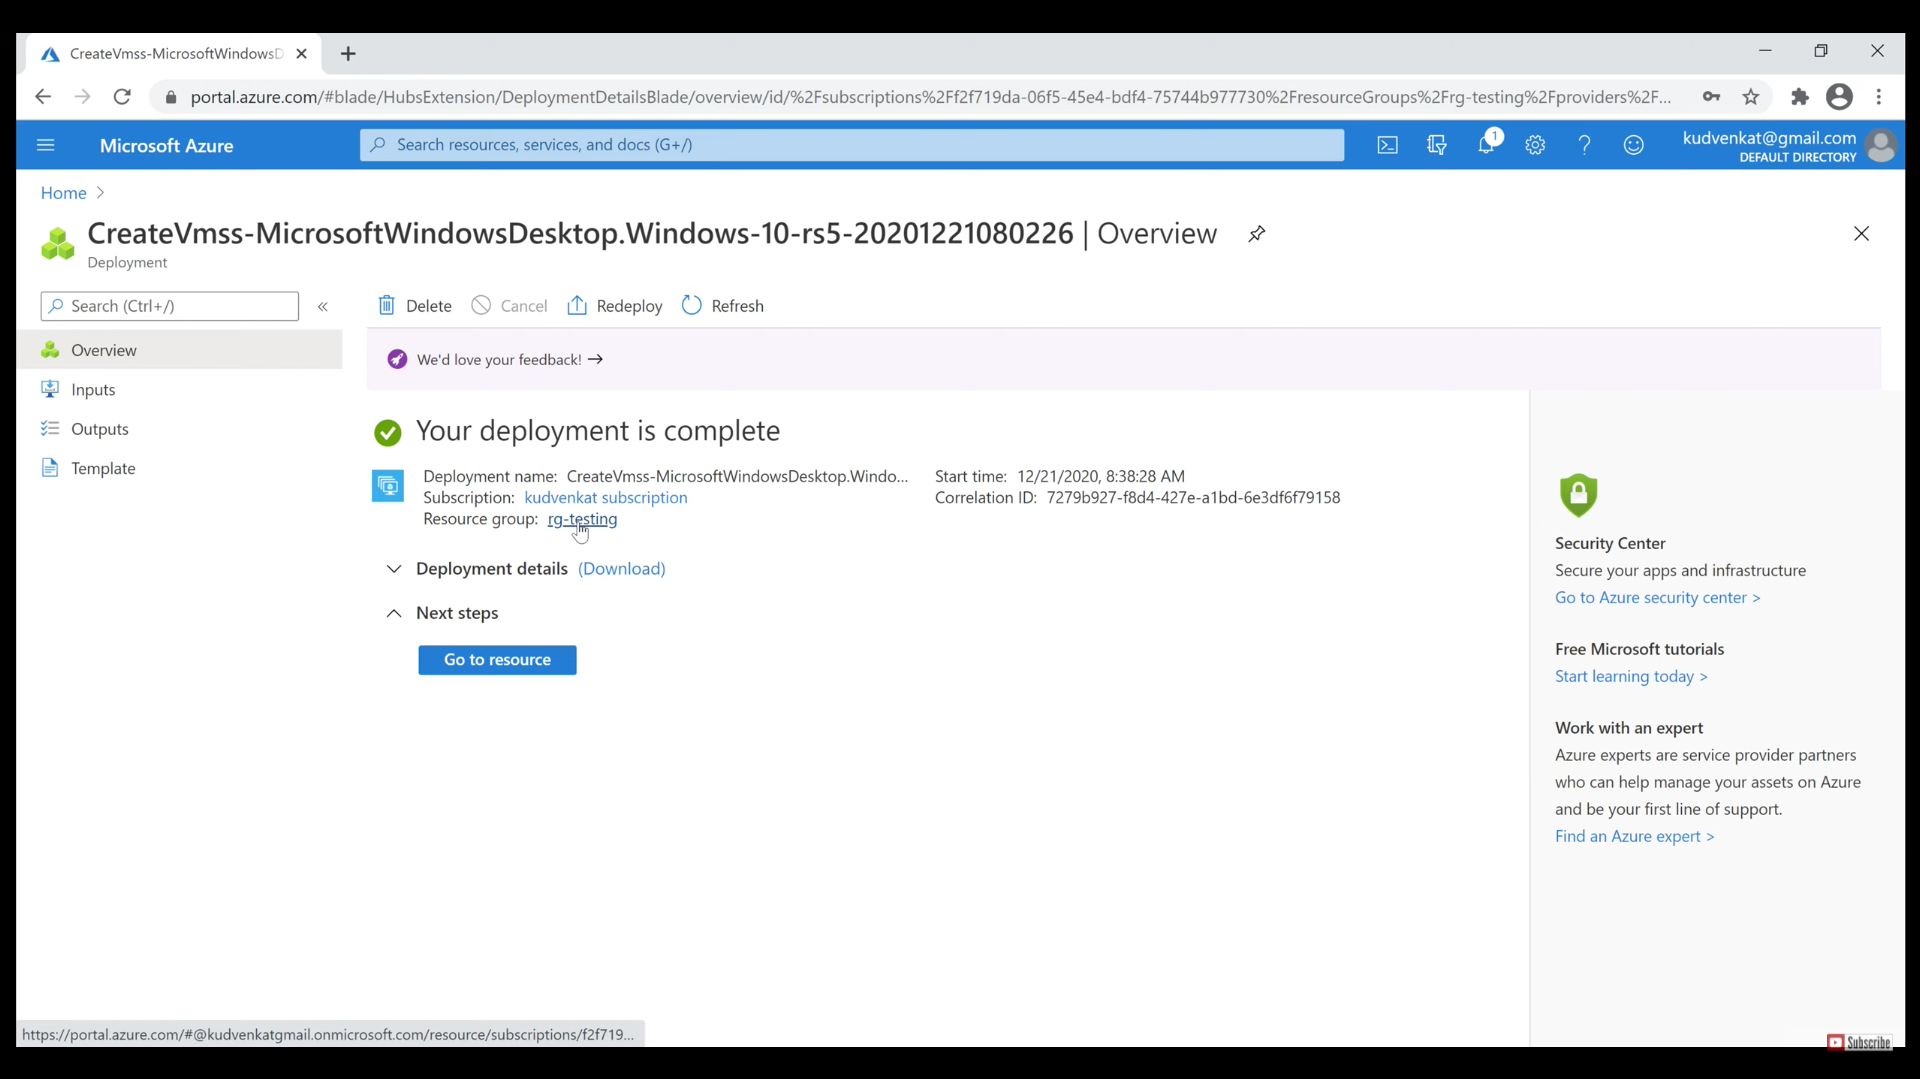 CreateVmss-MicrosoftWindowsD
portal.azure.com/#blade/HubsExtension/DeploymentDetailsBlade/overview/id/%2Fsubscriptions%2Ff2f719da-06f5-45e4-bdf4-75744b977730%2FresourceGroups%2Frg-testing%2Fproviders%2F...
Microsoft Azure
Search resources, services, and docs (G+/)
1
kudvenkat@gmail.com
DEFAULT DIRECTORY
Home
CreateVmss-MicrosoftWindowsDesktop.Windows-10-rs5-20201221080226 | Overview
Deployment
Search (Ctrl+/)
«
Overview
Inputs
Outputs
Template
Delete
Cancel
Redeploy
Refresh
We'd love your feedback! →
Your deployment is complete
Deployment name: CreateVmss-MicrosoftWindowsDesktop.Windo...
Subscription: kudvenkat subscription
Resource group: rg-testing
Start time: 12/21/2020, 8:38:28 AM
Correlation ID: 7279b927-f8d4-427e-a1bd-6e3df6f79158
Deployment details (Download)
Next steps
Go to resource
Security Center
Secure your apps and infrastructure
Go to Azure security center >
Free Microsoft tutorials
Start learning today >
Work with an expert
Azure experts are service provider partners
who can help manage your assets on Azure
and be your first line of support.
Find an Azure expert >
https://portal.azure.com/#@kudvenkatgmail.onmicrosoft.com/resource/subscriptions/f2f719...
Subscribe